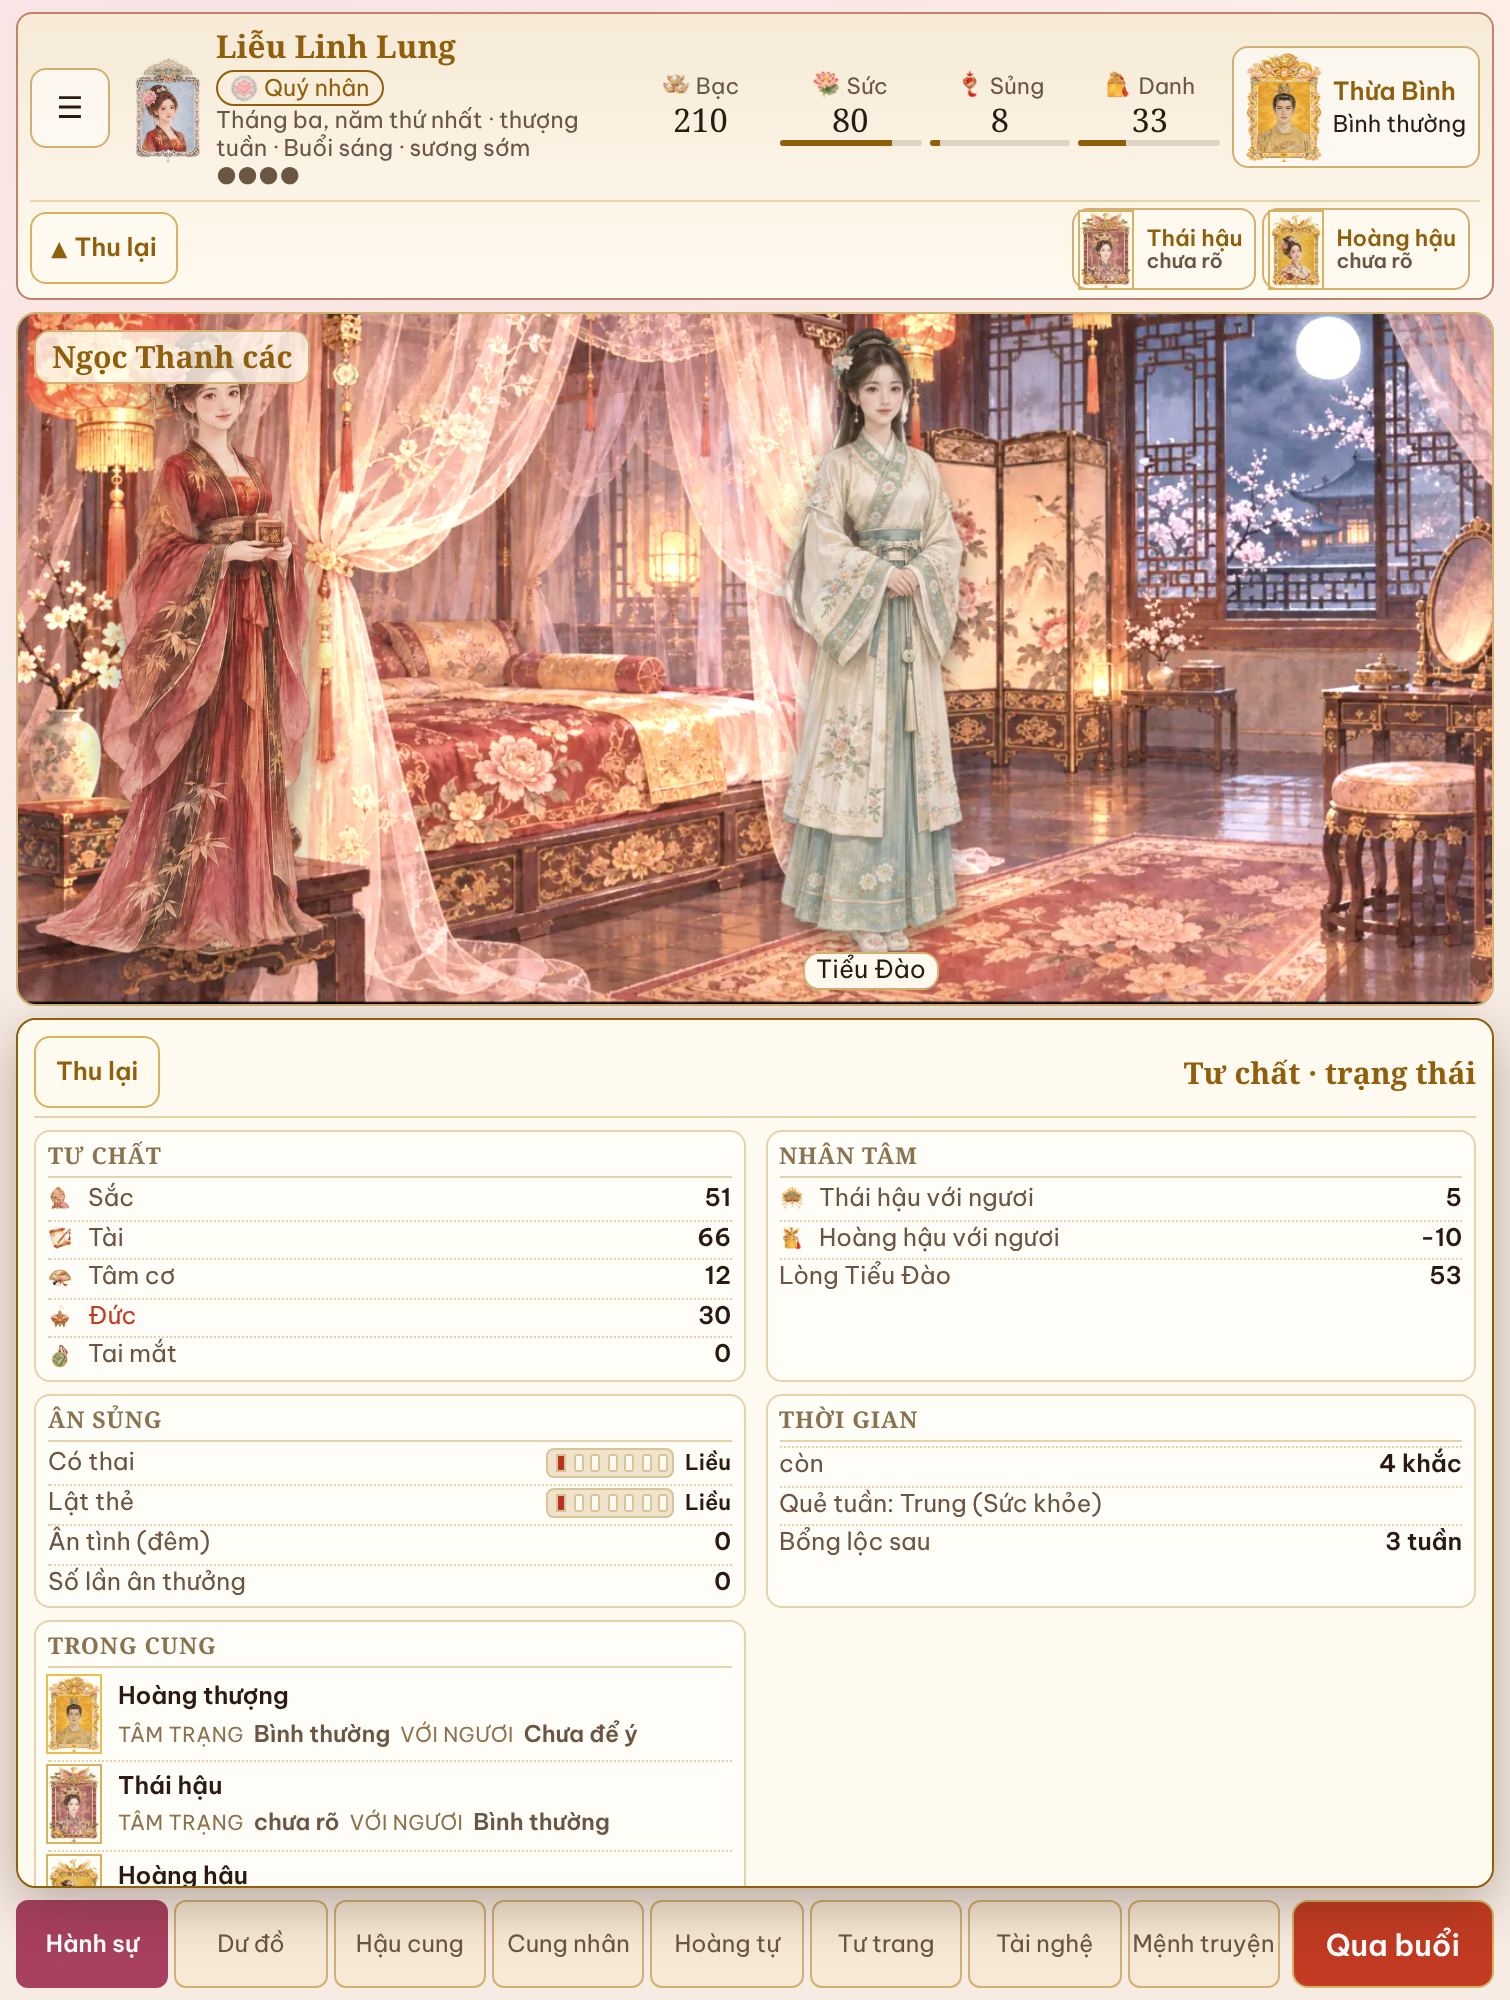 ☰
Liễu Linh Lung
Quý nhân
Tháng ba, năm thứ nhất · thượng
tuần · Buổi sáng · sương sớm
Bạc
210
Sức
80
Sủng
8
Danh
33
Thừa Bình
Bình thường
▲ Thu lại
Thái hậu
chưa rõ
Hoàng hậu
chưa rõ
Ngọc Thanh các
Tiểu Đào
Thu lại
Tư chất · trạng thái
TƯ CHẤT
Sắc 51
Tài 66
Tâm cơ 12
Đức 30
Tai mắt 0
NHÂN TÂM
Thái hậu với ngươi 5
Hoàng hậu với ngươi -10
Lòng Tiểu Đào 53
ÂN SỦNG
Có thai Liều
Lật thẻ Liều
Ân tình (đêm) 0
Số lần ân thưởng 0
THỜI GIAN
còn 4 khắc
Quẻ tuần: Trung (Sức khỏe)
Bổng lộc sau 3 tuần
TRONG CUNG
Hoàng thượng
TÂM TRẠNG Bình thường VỚI NGƯƠI Chưa để ý
Thái hậu
TÂM TRẠNG chưa rõ VỚI NGƯƠI Bình thường
Hoàng hậu
Hành sự
Dư đồ
Hậu cung
Cung nhân
Hoàng tự
Tư trang
Tài nghệ
Mệnh truyện
Qua buổi